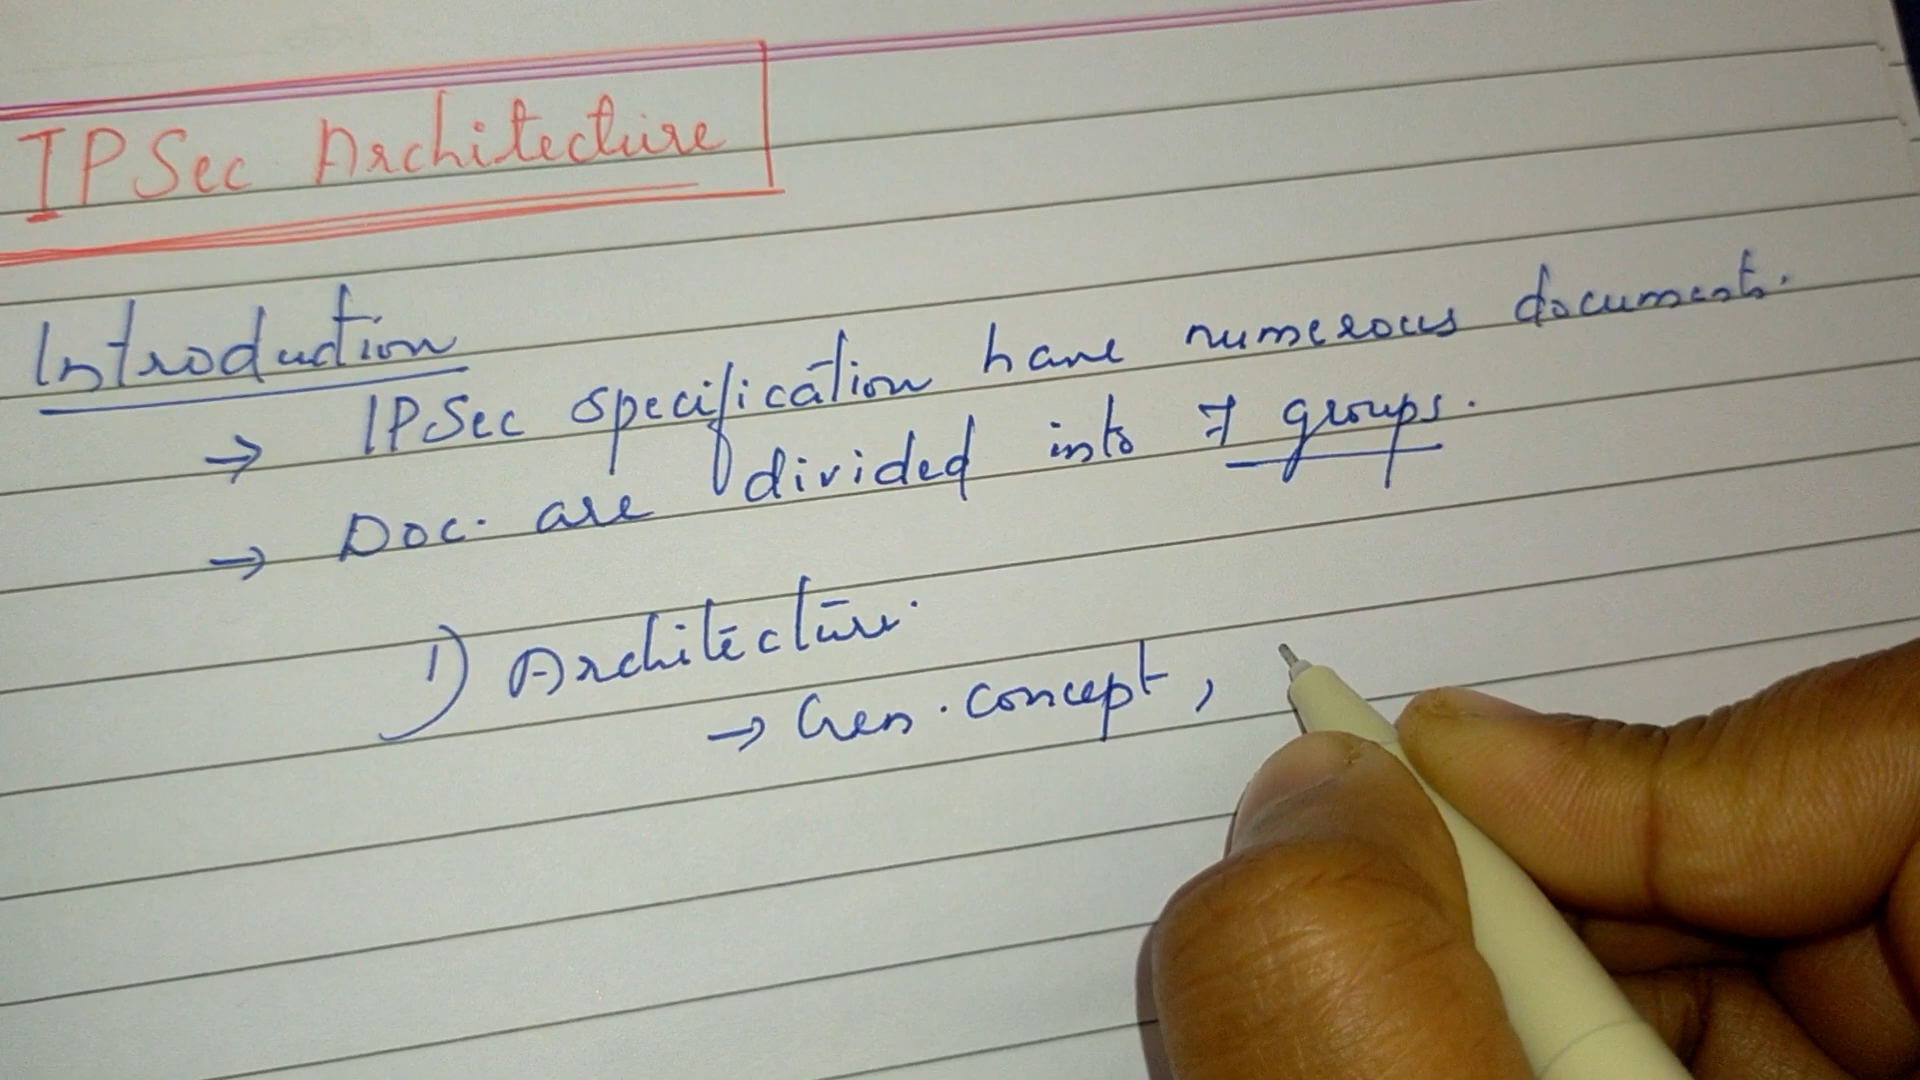 IPSec Architecture
Introduction
→ IPSec specification have numerous documents.
→ Doc. are divided into 7 groups.
1) Architecture.
→ Gen. concept,